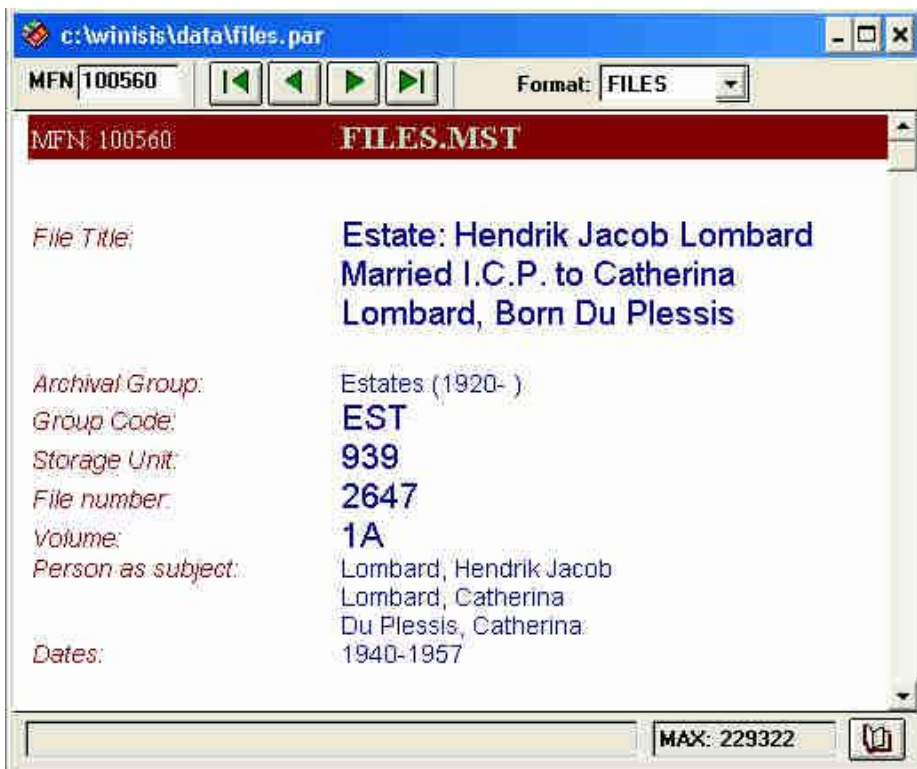 c:\winisis\data\files.par
MFN 100560 Format: FILES
MFN: 100560 FILES.MST
File Title: Estate: Hendrik Jacob Lombard
Married I.C.P. to Catherina
Lombard, Born Du Plessis
Archival Group: Estates (1920- )
Group Code: EST
Storage Unit: 939
File number: 2647
Volume: 1A
Person as subject: Lombard, Hendrik Jacob
Lombard, Catherina
Du Plessis, Catherina
Dates: 1940-1957
MAX: 229322